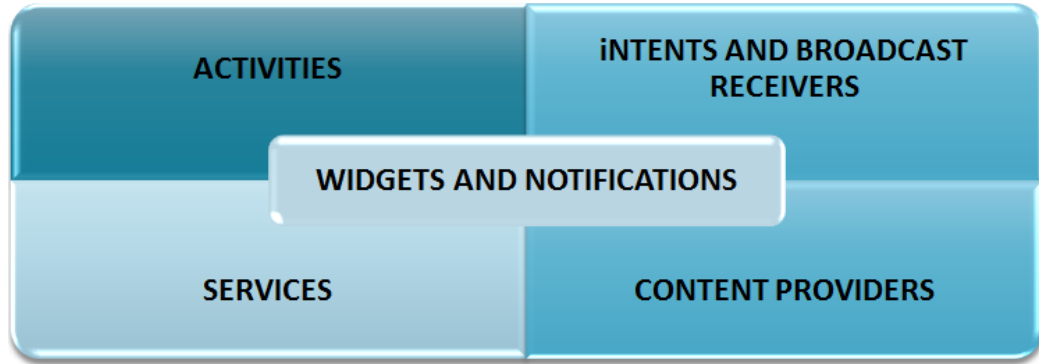 ACTIVITIES
iNTENTS AND BROADCAST
RECEIVERS
WIDGETS AND NOTIFICATIONS
SERVICES
CONTENT PROVIDERS